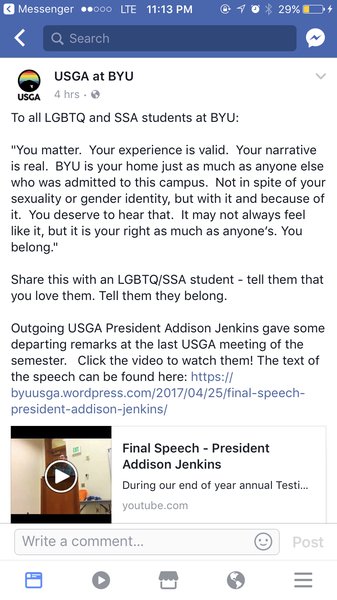 Messenger LTE 11:13 PM 29%
Search
USGA at BYU
USGA
4 hrs ·
To all LGBTQ and SSA students at BYU:
"You matter.  Your experience is valid.  Your narrative
is real.  BYU is your home just as much as anyone else
who was admitted to this campus.  Not in spite of your
sexuality or gender identity, but with it and because of
it.  You deserve to hear that.  It may not always feel
like it, but it is your right as much as anyone's. You
belong."
Share this with an LGBTQ/SSA student - tell them that
you love them. Tell them they belong.
Outgoing USGA President Addison Jenkins gave some
departing remarks at the last USGA meeting of the
semester.   Click the video to watch them! The text of
the speech can be found here: https://
byuusga.wordpress.com/2017/04/25/final-speech-
president-addison-jenkins/
Final Speech - President
Addison Jenkins
During our end of year annual Testi...
youtube.com
Write a comment...
Post